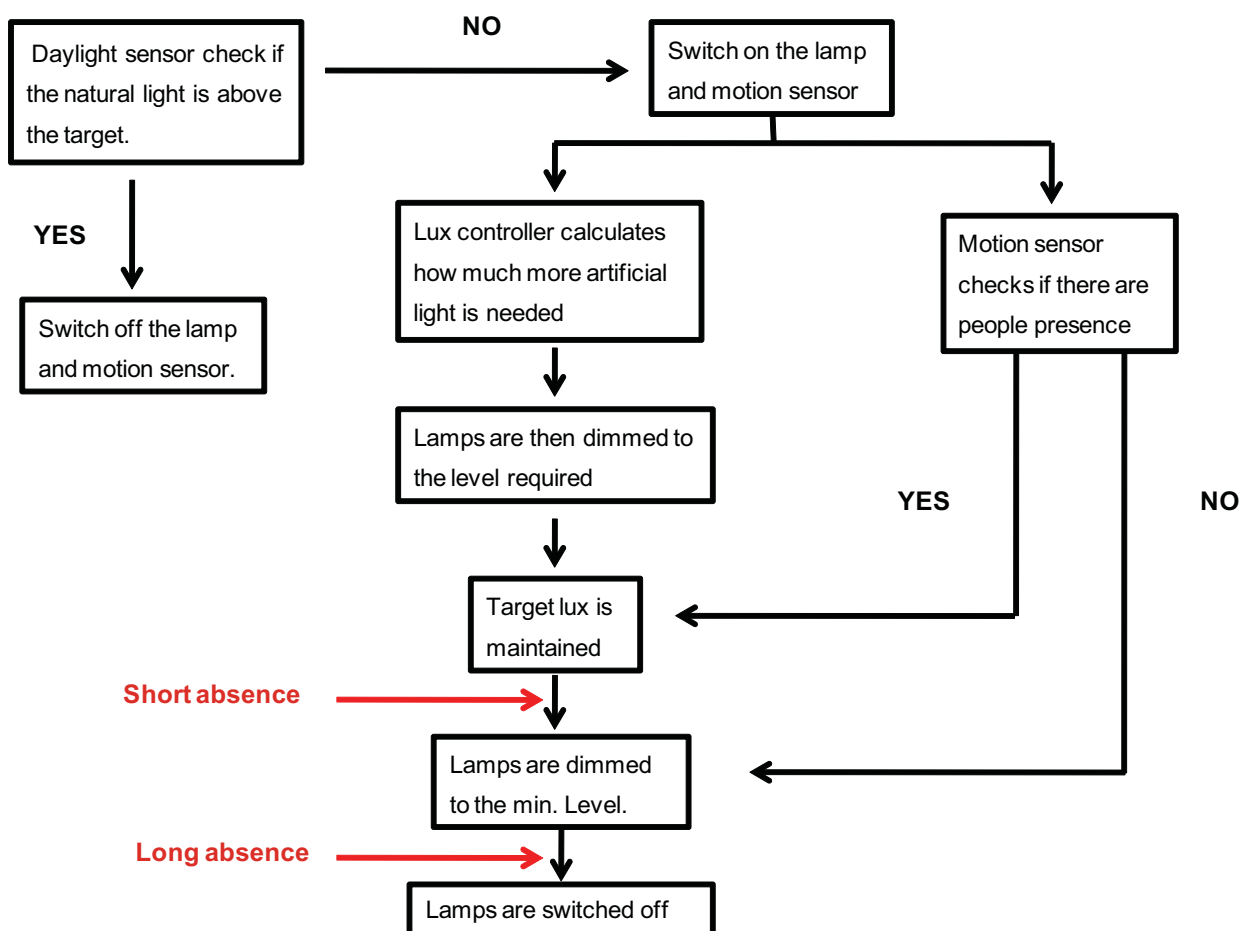 NO
Daylight sensor check if
the natural light is above
the target.
Switch on the lamp
and motion sensor
YES
Lux controller calculates
how much more artificial
light is needed
Motion sensor
checks if there are
people presence
Switch off the lamp
and motion sensor.
Lamps are then dimmed to
the level required
YES
NO
Target lux is
maintained
Short absence
Lamps are dimmed
to the min. Level.
Long absence
Lamps are switched off